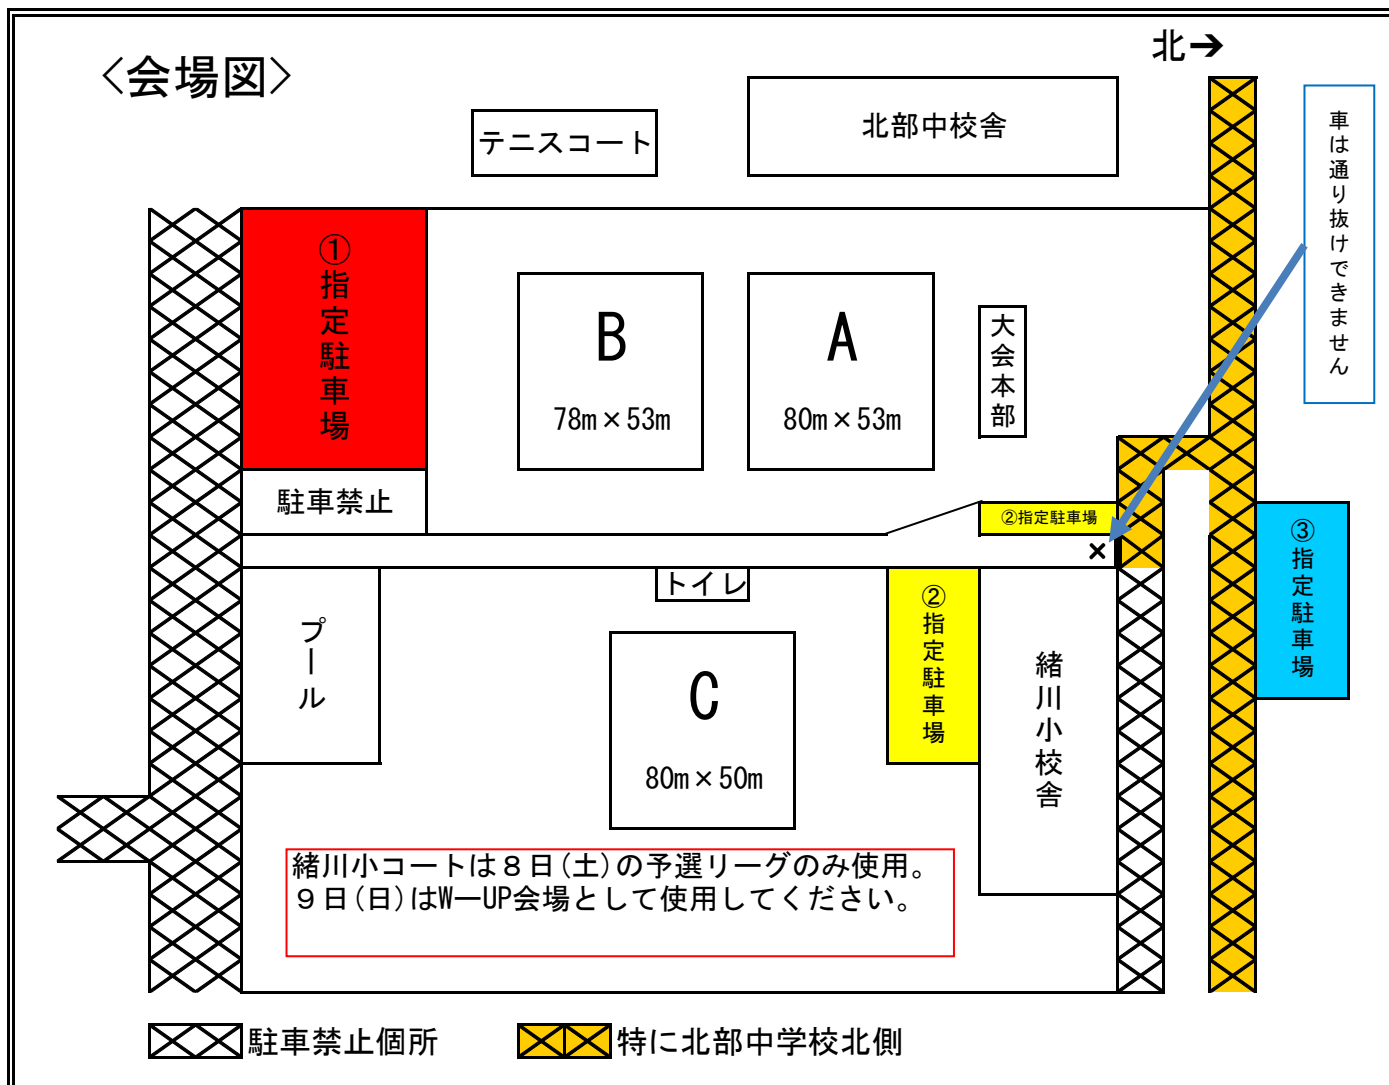 〈会場図〉
北→
テニスコート
北部中校舎
車は通り抜けできません
①指定駐車場
B
78m×53m
A
80m×53m
大会本部
駐車禁止
②指定駐車場
×
③指定駐車場
プール
トイレ
C
80m×50m
②指定駐車場
緒川小校舎
緒川小コートは８日(土)の予選リーグのみ使用。
９日(日)はW―UP会場として使用してください。
駐車禁止個所
特に北部中学校北側